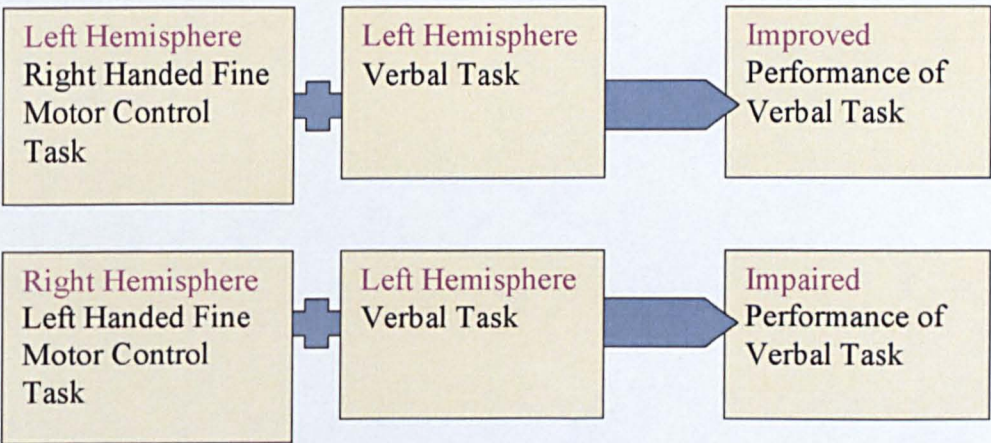 Left Hemisphere
Right Handed Fine
Motor Control
Task
Left Hemisphere
Verbal Task
Improved
Performance of
Verbal Task
Right Hemisphere
Left Handed Fine
Motor Control
Task
Left Hemisphere
Verbal Task
Impaired
Performance of
Verbal Task